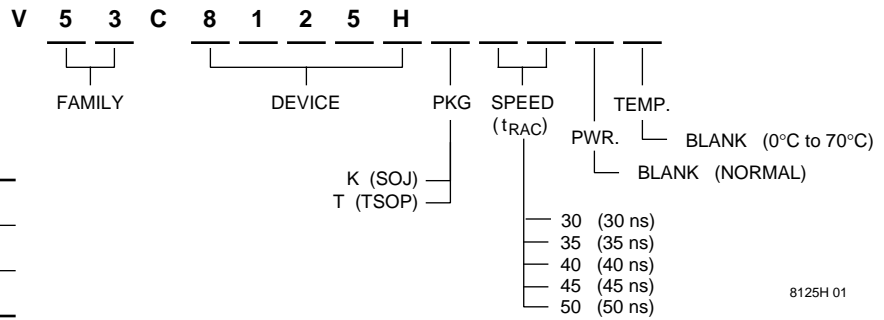 V 5 3 C 8 1 2 5 H
FAMILY DEVICE PKG SPEED TEMP.
(tRAC) PWR.
BLANK (0°C to 70°C)
BLANK (NORMAL)
K (SOJ)
T (TSOP)
30 (30 ns)
35 (35 ns)
40 (40 ns)
45 (45 ns)
50 (50 ns)
8125H 01